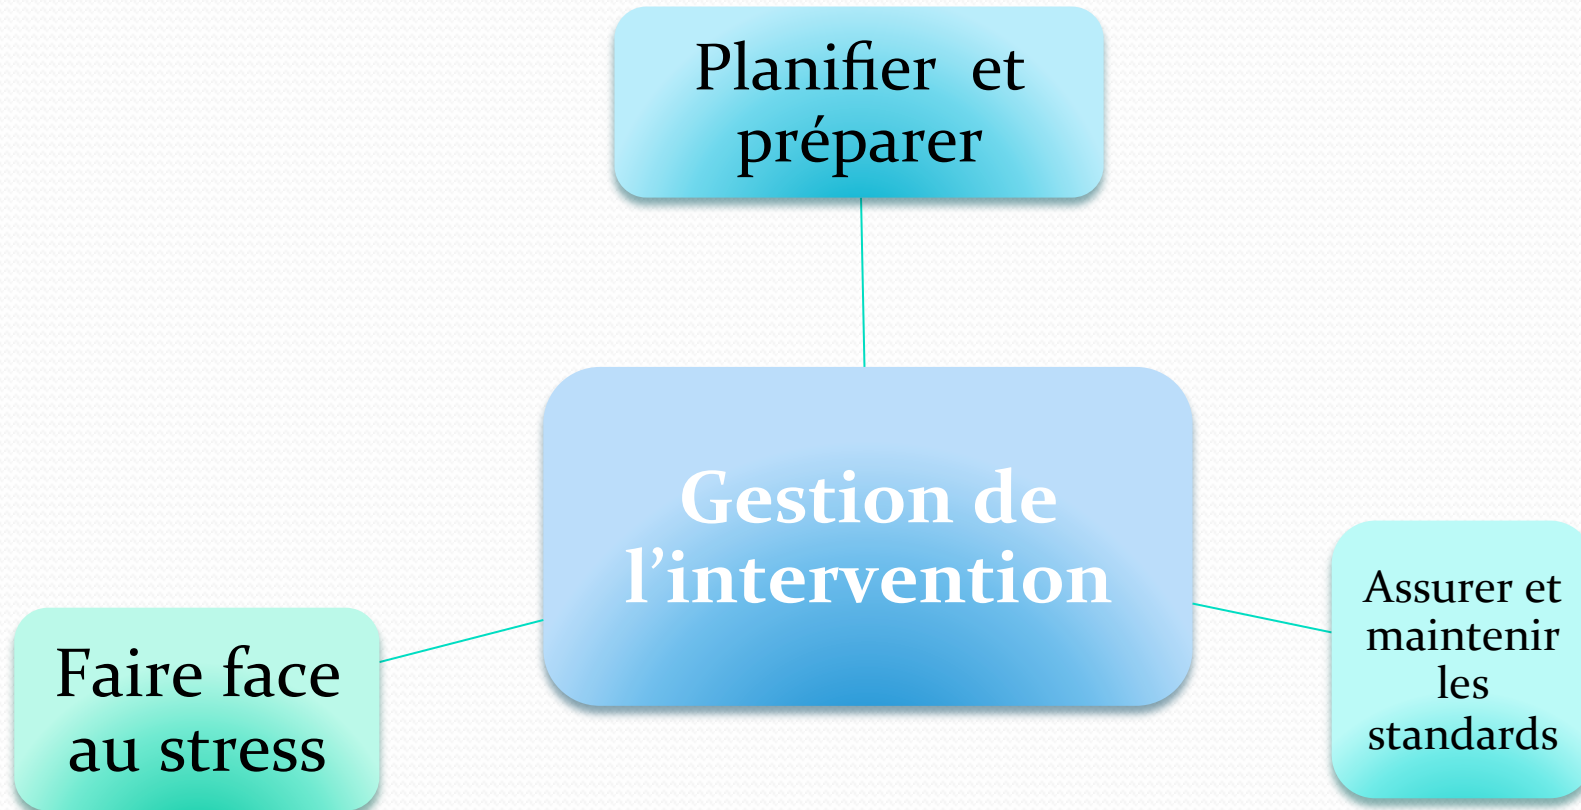 Planifier et
préparer
Gestion de
l’intervention
Assurer et
maintenir
les
standards
Faire face
au stress